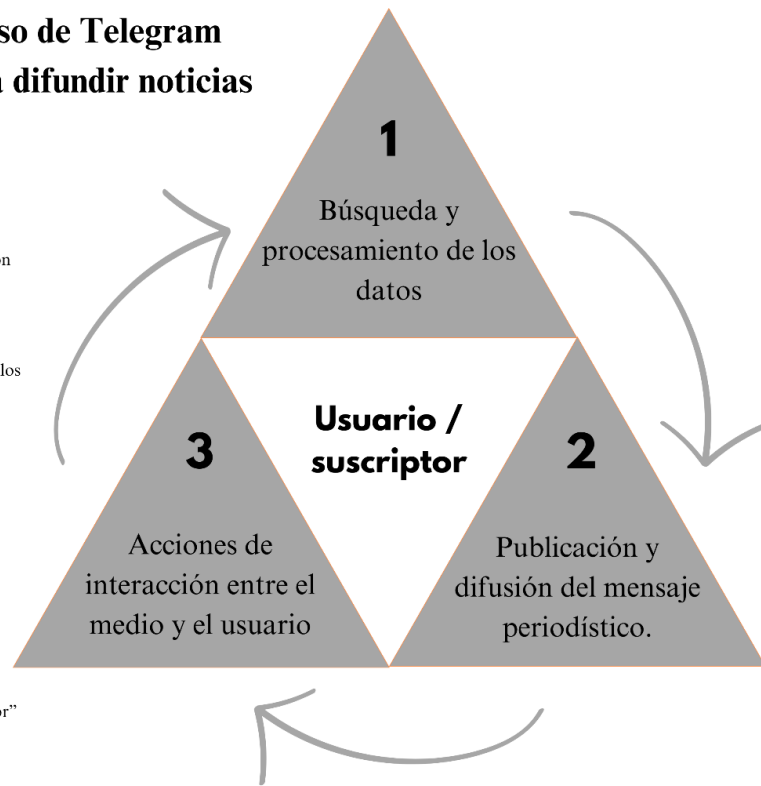 so de Telegram
difundir noticias
1
Búsqueda y
procesamiento de los
datos
los
Usuario /
suscriptor
3
Acciones de
interacción entre el
medio y el usuario
2
Publicación y
difusión del mensaje
periodístico.